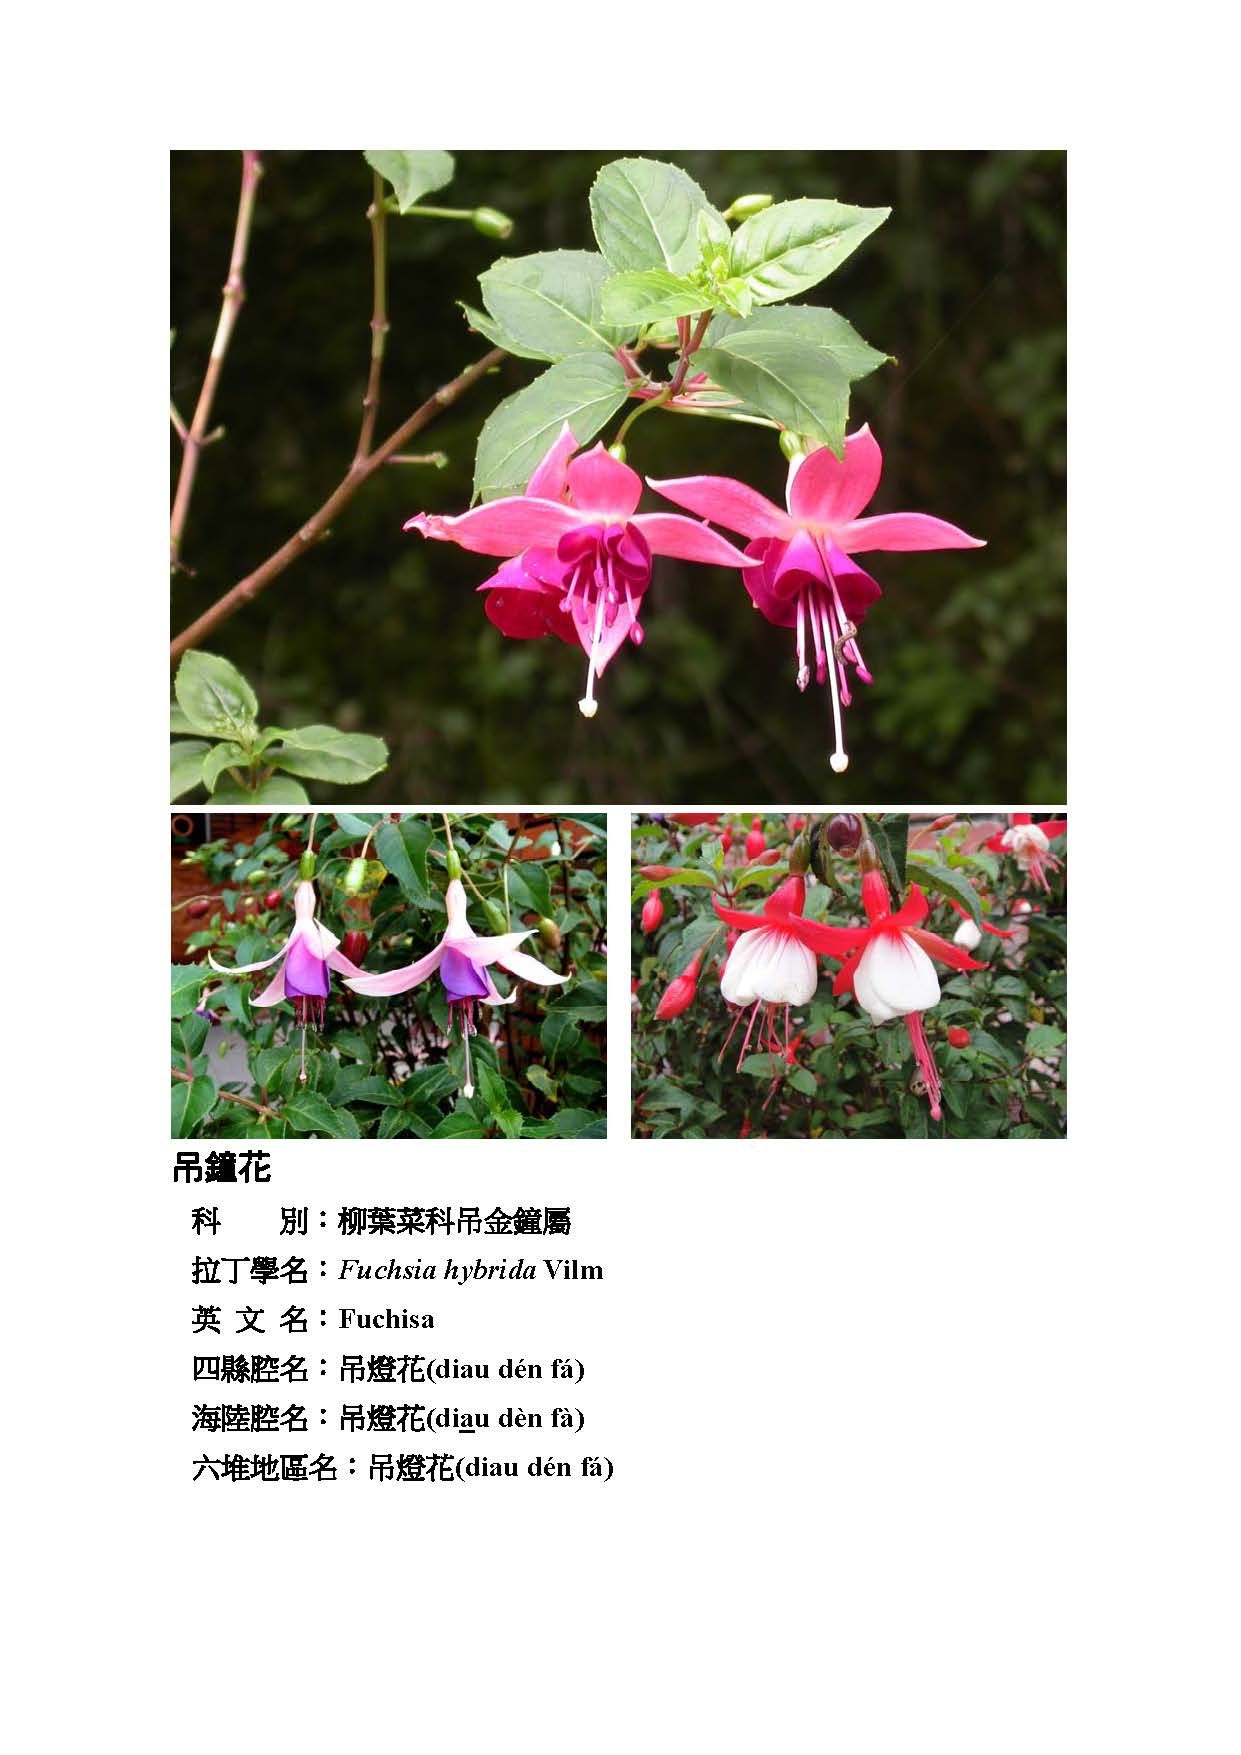 吊鐘花
科　　別：柳葉菜科吊金鐘屬
拉丁學名：Fuchsia hybrida Vilm
英 文 名：Fuchisa
四縣腔名：吊燈花(diau dén fá)
海陸腔名：吊燈花(diau dèn fà)
六堆地區名：吊燈花(diau dén fá)